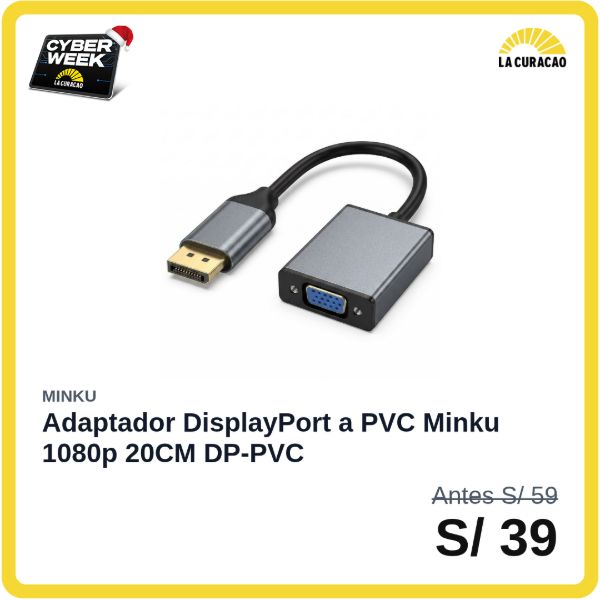 CYBER
WEEK
LA CURACAO
LA CURACAO
MINKU
Adaptador DisplayPort a PVC Minku
1080p 20CM DP-PVC
Antes S/ 59
S/ 39